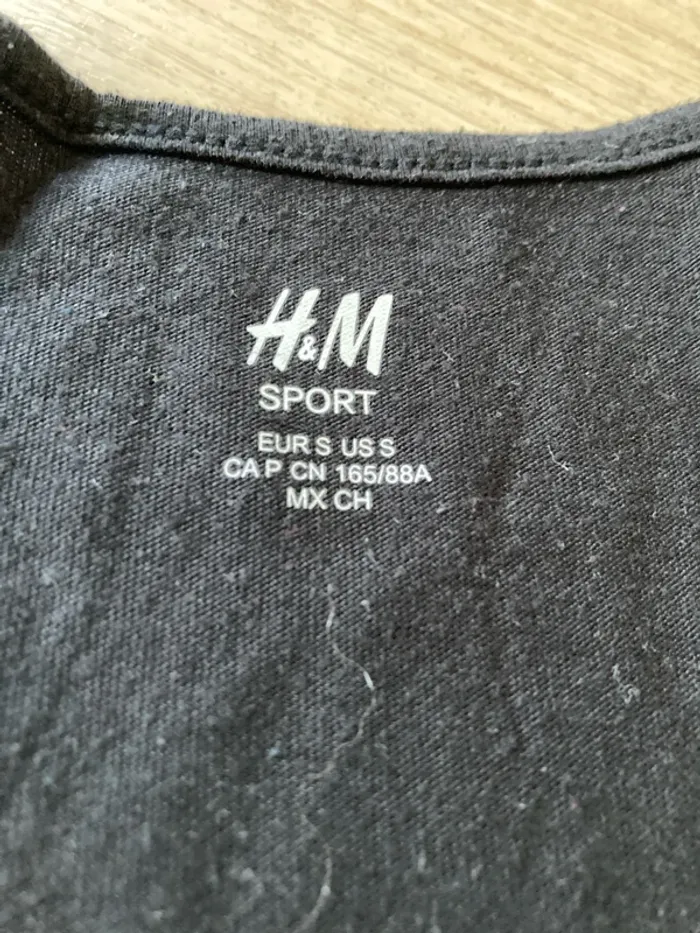 H&M
SPORT
EUR S US S
CA P CN 165/88A
MX CH